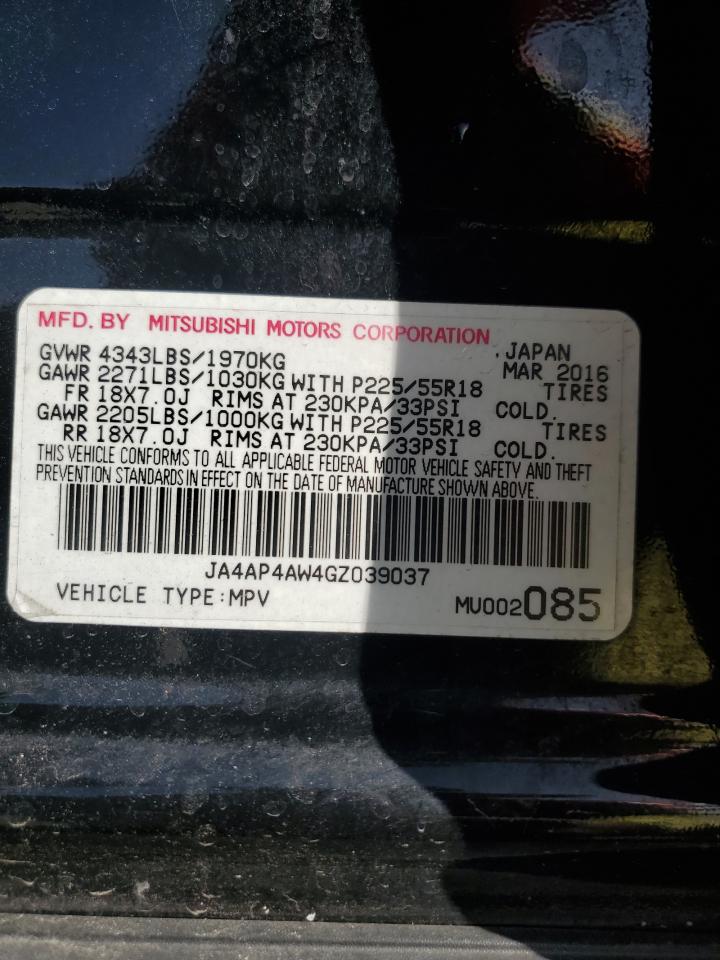 MFD. BY MITSUBISHI MOTORS CORPORATION
GVWR 4343LBS/1970KG .JAPAN
MAR 2016
GAWR 2271LBS/1030KG WITH P225/55R18 TIRES
FR 18X7.0J RIMS AT 230KPA/33PSI COLD.
GAWR 2205LBS/1000KG WITH P225/55R18 TIRES
RR 18X7.0J RIMS AT 230KPA/33PSI COLD.
THIS VEHICLE CONFORMS TO ALL APPLICABLE FEDERAL MOTOR VEHICLE SAFETY AND THEFT
PREVENTION STANDARDS IN EFFECT ON THE DATE OF MANUFACTURE SHOWN ABOVE.
JA4AP4AW4GZ039037
VEHICLE TYPE:MPV MU002085